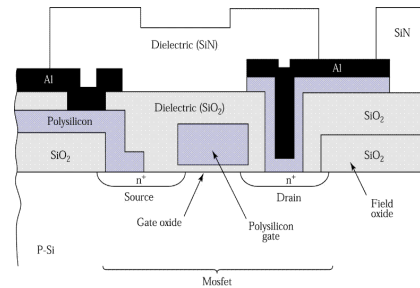 Dielectric (SiN)
SiN
Al
Al
Dielectric (SiO₂)
SiO₂
Polysilicon
SiO₂
SiO₂
n⁺
n⁺
Source
Drain
Gate oxide
Polysilicon
gate
Field
oxide
P-Si
Mosfet